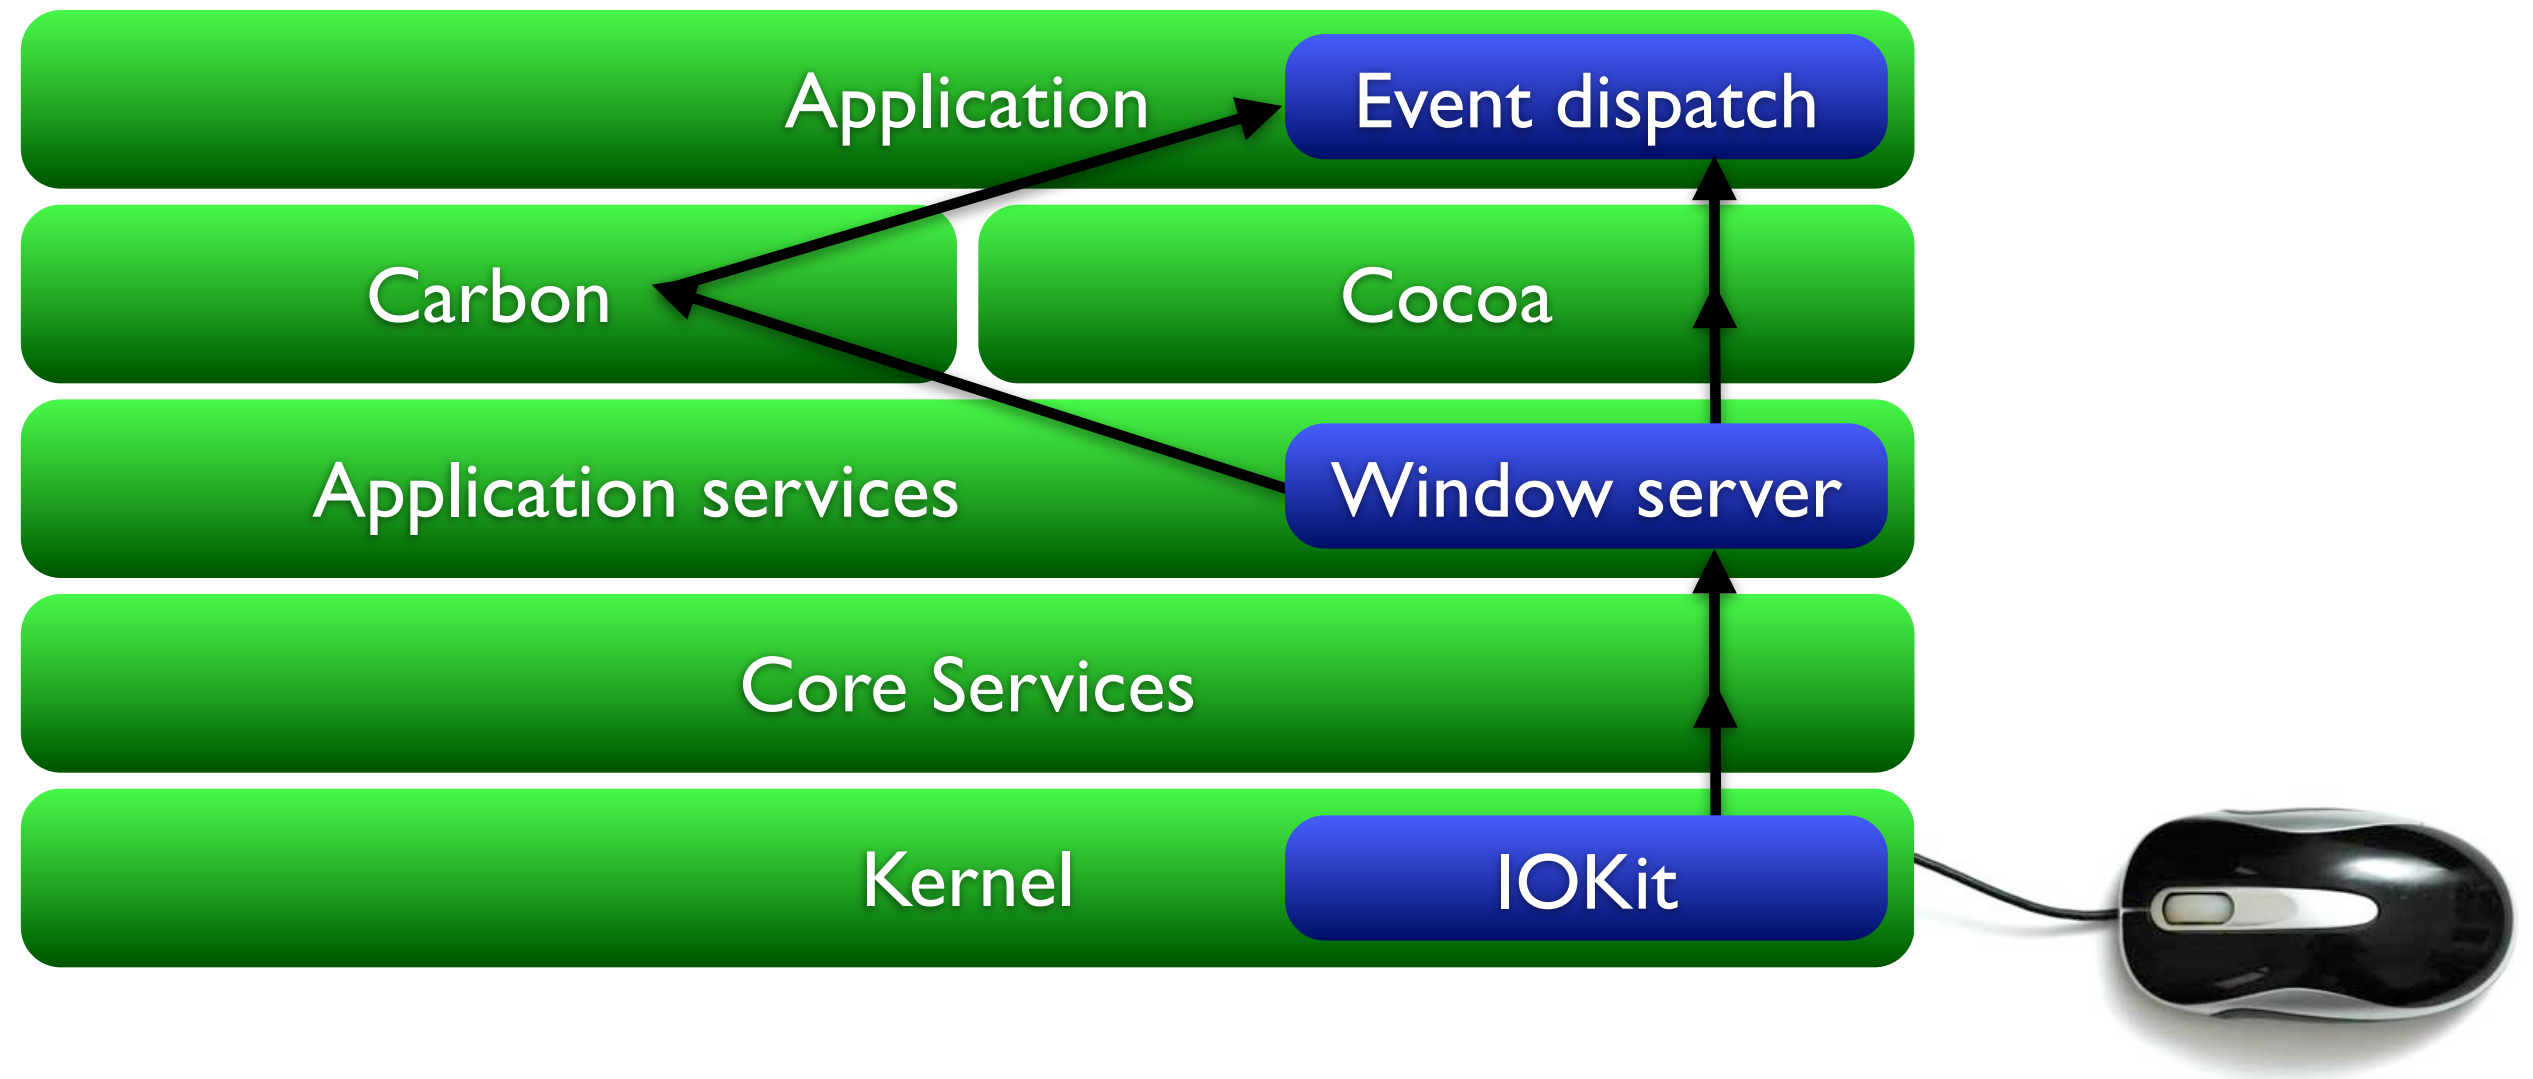 Application
Event dispatch
Carbon
Cocoa
Application services
Window server
Core Services
Kernel
IOKit